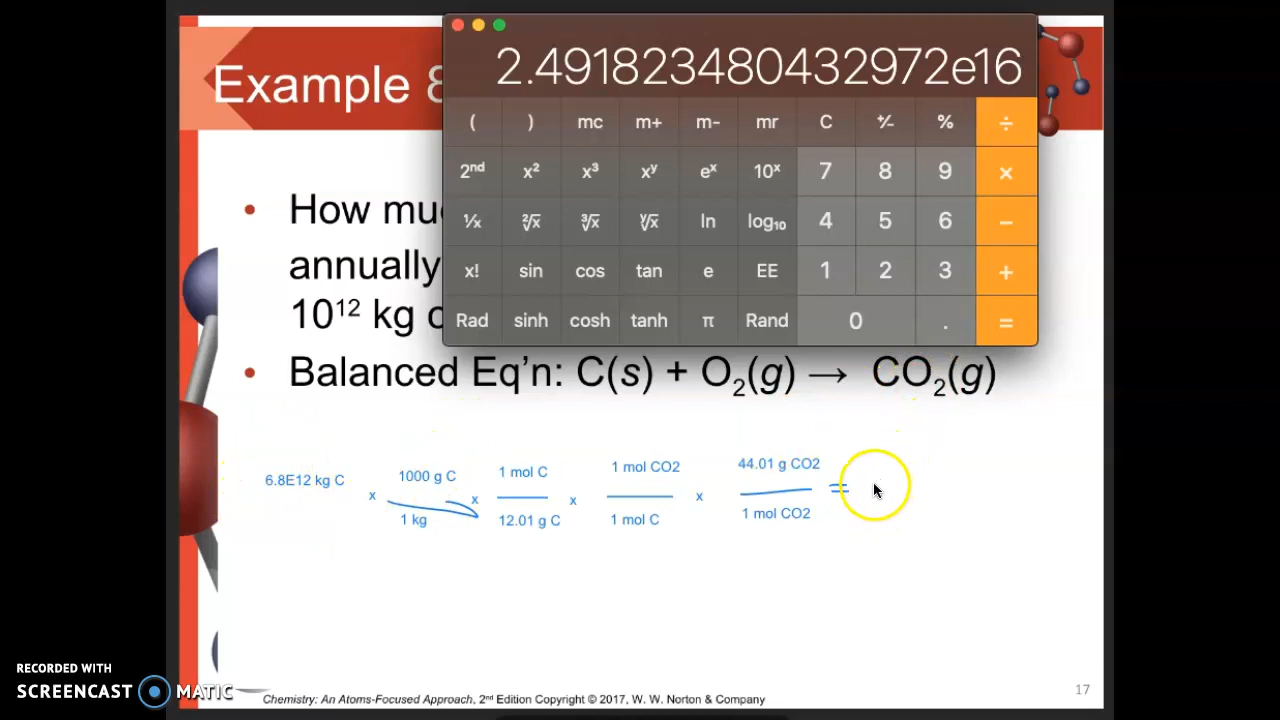 2.491823480432972e16
( ) mc m+ m- mr C +/- % ÷
2nd x² x³ xʸ eˣ 10ˣ 7 8 9 ×
1/x ²√x ³√x ʸ√x ln log₁₀ 4 5 6 −
x! sin cos tan e EE 1 2 3 +
Rad sinh cosh tanh π Rand 0 . =
Example 8
• How muc
annually
10¹² kg
• Balanced Eq'n: C(s) + O₂(g) → CO₂(g)
6.8E12 kg C x 1000 g C x 1 mol C x 1 mol CO2 x 44.01 g CO2 =
1 kg 12.01 g C 1 mol C 1 mol CO2
RECORDED WITH
SCREENCAST MATIC
Chemistry: An Atoms-Focused Approach, 2nd Edition Copyright © 2017, W. W. Norton & Company
17